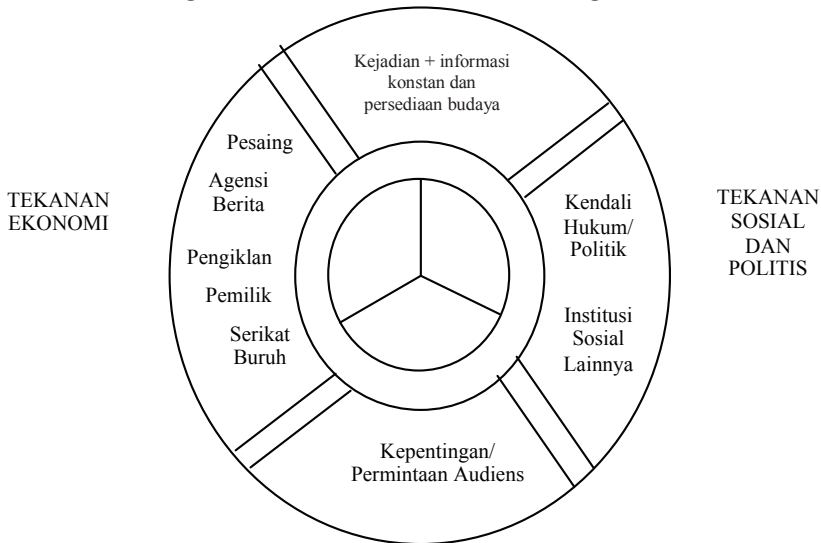 Kejadian + informasi
konstan dan
persediaan budaya
Pesaing
Agensi
Berita
Pengiklan
Pemilik
Serikat
Buruh
TEKANAN
EKONOMI
Kendali
Hukum/
Politik
Institusi
Sosial
Lainnya
TEKANAN
SOSIAL
DAN
POLITIS
Kepentingan/
Permintaan Audiens